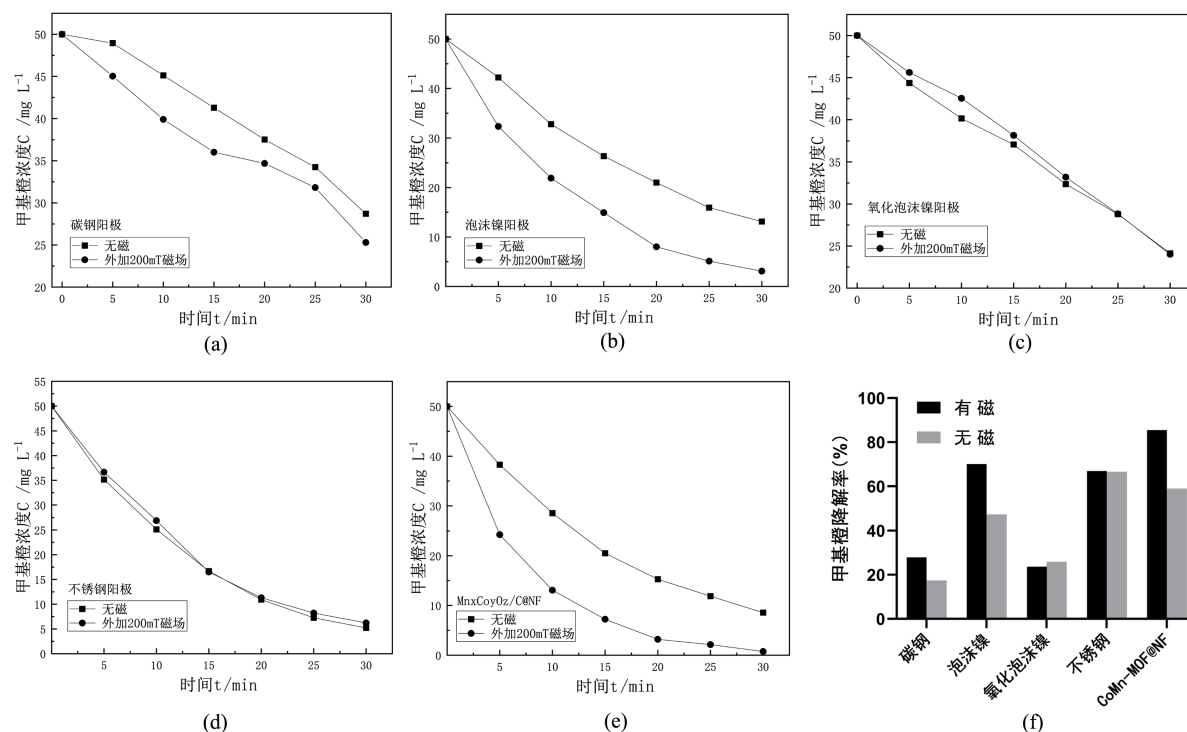 甲基橙浓度C /mg L⁻¹
50
45
40
35
30
25
20
碳钢阳极
无磁
外加200mT磁场
0 5 10 15 20 25 30
时间t/min
(a)
甲基橙浓度C /mg L⁻¹
50
40
30
20
10
0
泡沫镍阳极
无磁
外加200mT磁场
5 10 15 20 25 30
时间t/min
(b)
甲基橙浓度C /mg L⁻¹
50
45
40
35
30
25
20
氧化泡沫镍阳极
无磁
外加200mT磁场
0 5 10 15 20 25 30
时间t/min
(c)
甲基橙浓度C /mg L⁻¹
55
50
45
40
35
30
25
20
15
10
5
0
不锈钢阳极
无磁
外加200mT磁场
5 10 15 20 25 30
时间t/min
(d)
甲基橙浓度C /mg L⁻¹
50
40
30
20
10
0
MnxCoyOz/C@NF
无磁
外加200mT磁场
5 10 15 20 25 30
时间t/min
(e)
甲基橙降解率(%)
100
80
60
40
20
0
有 磁
无 磁
碳钢
泡沫镍
氧化泡沫镍
不锈钢
CoMn-MOF@NF
(f)